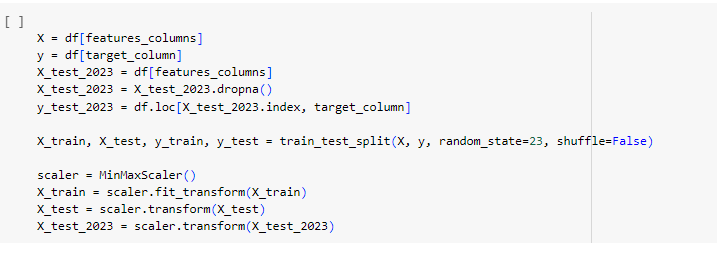 [ ]
X = df[features_columns]
y = df[target_column]
X_test_2023 = df[features_columns]
X_test_2023 = X_test_2023.dropna()
y_test_2023 = df.loc[X_test_2023.index, target_column]
X_train, X_test, y_train, y_test = train_test_split(X, y, random_state=23, shuffle=False)
scaler = MinMaxScaler()
X_train = scaler.fit_transform(X_train)
X_test = scaler.transform(X_test)
X_test_2023 = scaler.transform(X_test_2023)